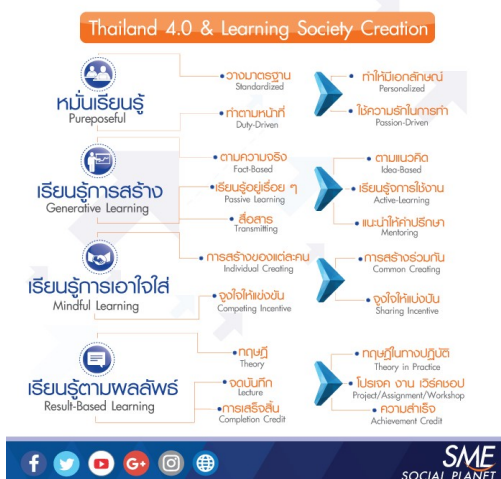 Thailand 4.0 & Learning Society Creation
หมั่นเรียนรู้
Pureposeful
• วางมาตรฐาน
Standardized
• ทำตามหน้าที่
Duty-Driven
• ทำให้มีเอกลักษณ์
Personalized
• ใช้ความรักในการทำ
Passion-Driven
เรียนรู้การสร้าง
Generative Learning
• ตามความจริง
Fact-Based
• เรียนรู้อยู่เรื่อย ๆ
Passive Learning
• สื่อสาร
Transmitting
• ตามแนวคิด
Idea-Based
• เรียนรู้จากการใช้งาน
Active-Learning
• แนะนำให้คำปรึกษา
Mentoring
เรียนรู้การเอาใจใส่
Mindful Learning
• การสร้างของแต่ละคน
Individual Creating
• จูงใจให้แข่งขัน
Competing Incentive
• การสร้างร่วมกัน
Common Creating
• จูงใจให้แบ่งปัน
Sharing Incentive
เรียนรู้ตามผลลัพธ์
Result-Based Learning
• ทฤษฎี
Theory
• จดบันทึก
Lecture
• การเสร็จสิ้น
Completion Credit
• ทฤษฎีในทางปฏิบัติ
Theory in Practice
• โปรเจค งาน เวิร์คชอป
Project/Assignment/Workshop
• ความสำเร็จ
Achievement Credit
SME
SOCIAL PLANET